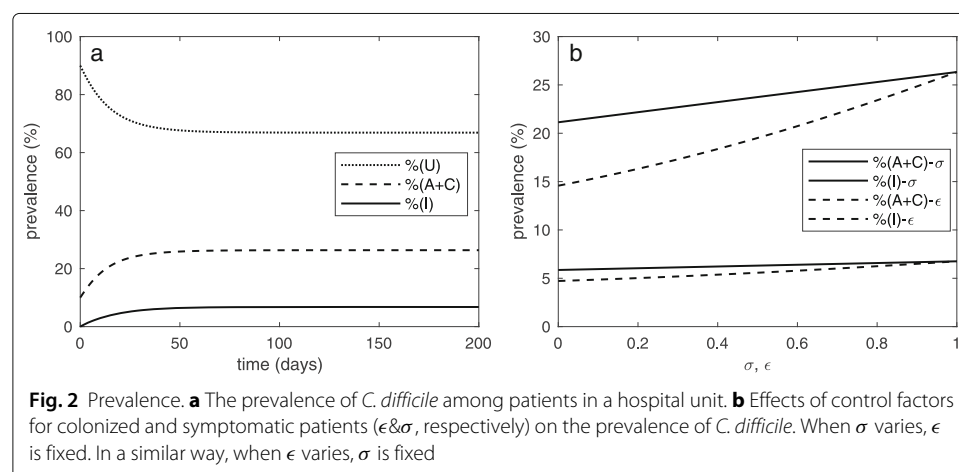 a
100
80
60
40
20
0
prevalence (%)
%(U)
%(A+C)
%(I)
0 50 100 150 200
time (days)
b
30
25
20
15
10
5
0
prevalence (%)
%(A+C)-σ
%(I)-σ
%(A+C)-ϵ
%(I)-ϵ
0 0.2 0.4 0.6 0.8 1
σ, ϵ
Fig. 2 Prevalence. a The prevalence of C. difficile among patients in a hospital unit. b Effects of control factors
for colonized and symptomatic patients (ϵ&σ, respectively) on the prevalence of C. difficile. When σ varies, ϵ
is fixed. In a similar way, when ϵ varies, σ is fixed